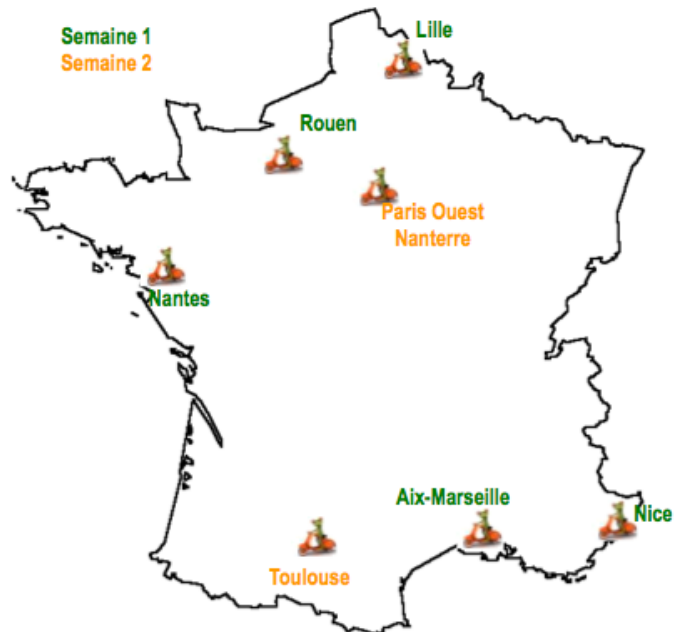 Semaine 1
Semaine 2
Lille
Rouen
Paris Ouest
Nanterre
Nantes
Aix-Marseille
Nice
Toulouse